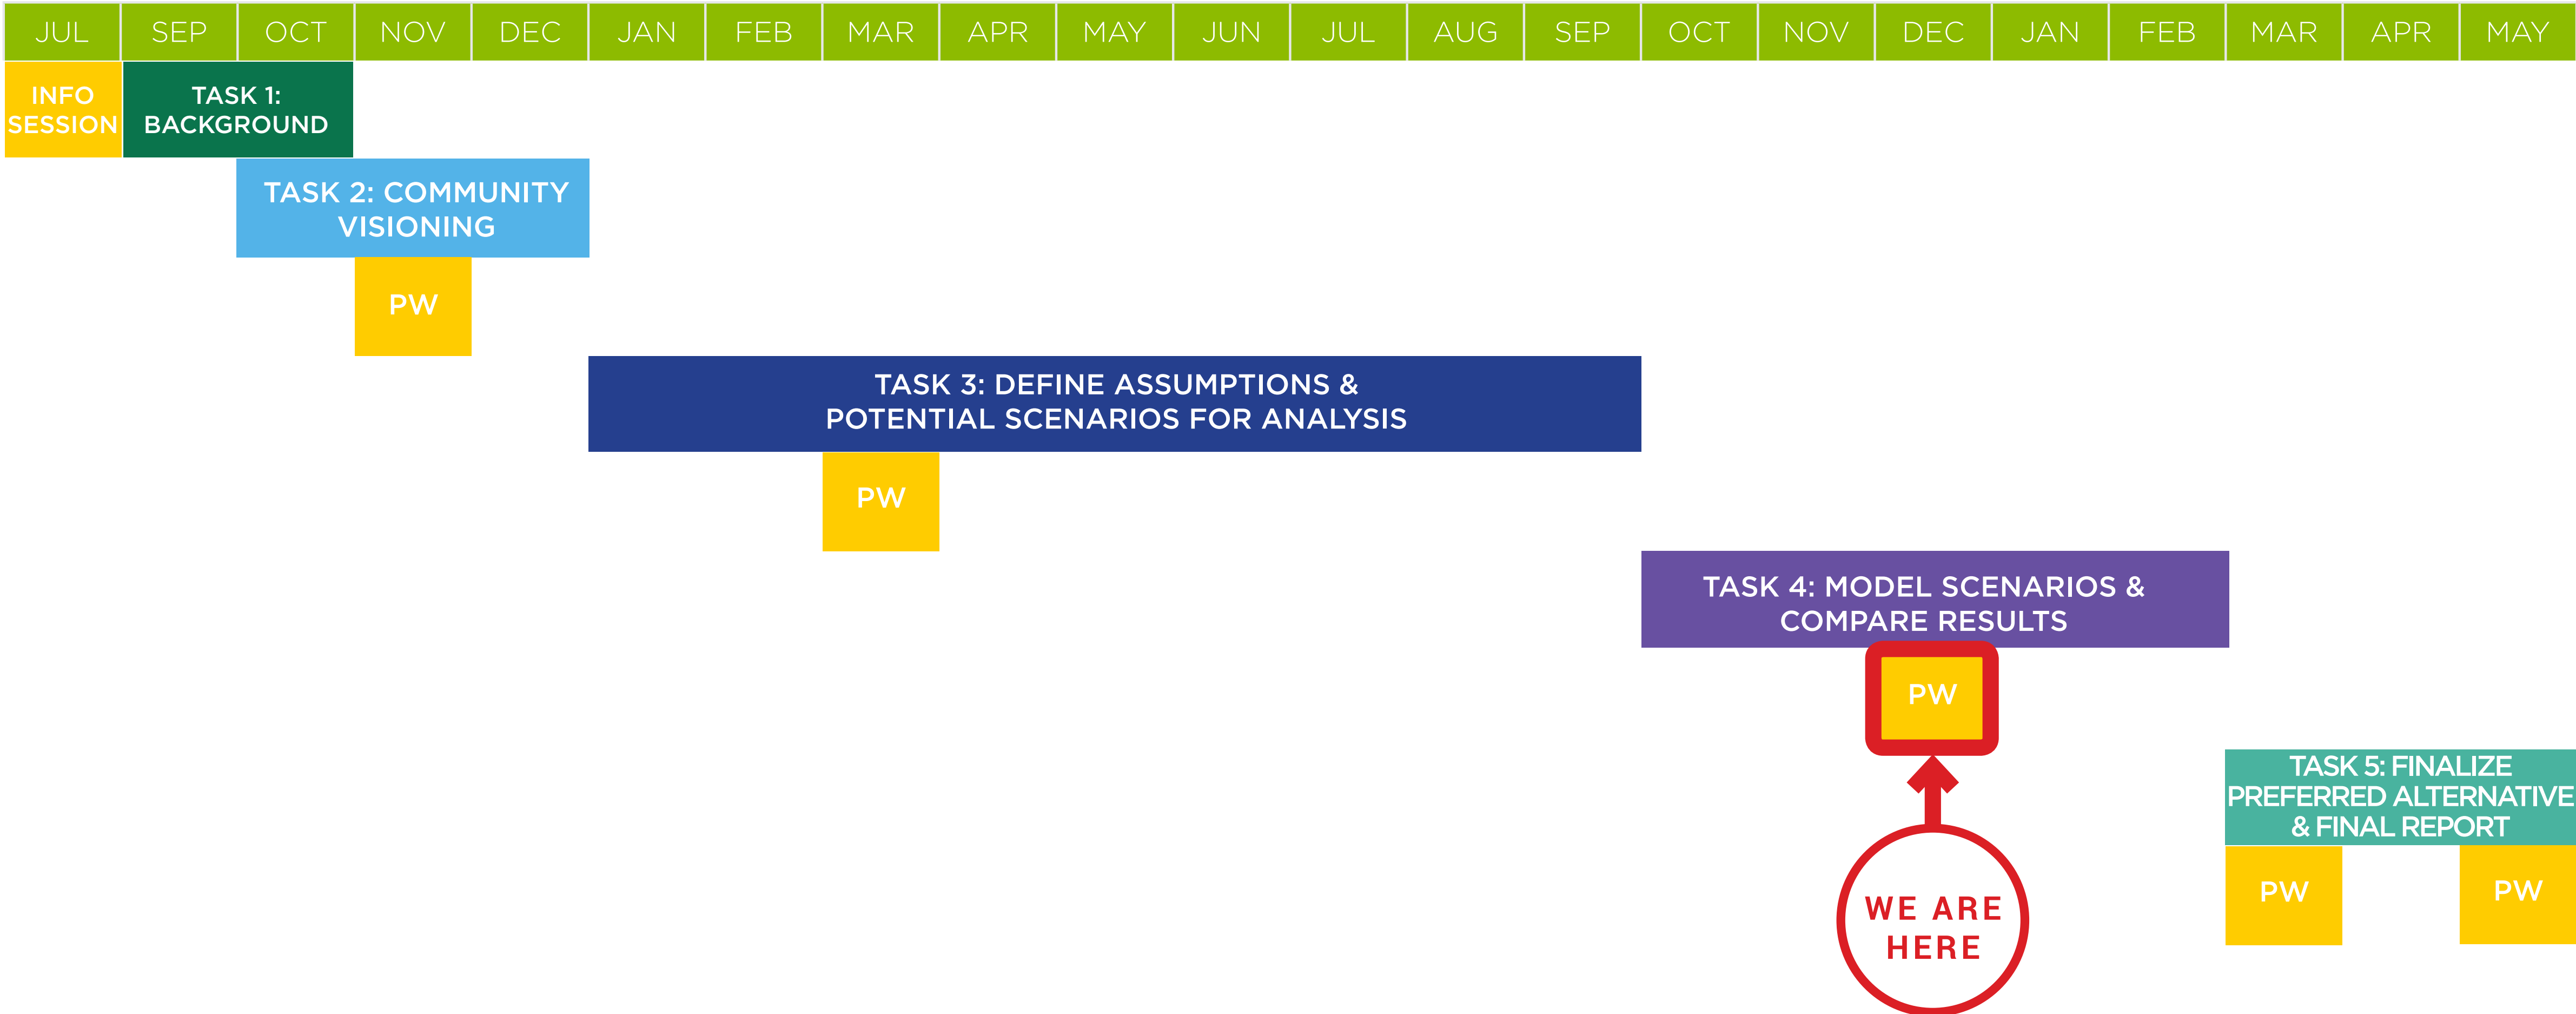 JUL SEP OCT NOV DEC JAN FEB MAR APR MAY JUN JUL AUG SEP OCT NOV DEC JAN FEB MAR APR MAY
INFO
SESSION
TASK 1:
BACKGROUND
TASK 2: COMMUNITY
VISIONING
PW
TASK 3: DEFINE ASSUMPTIONS &
POTENTIAL SCENARIOS FOR ANALYSIS
PW
TASK 4: MODEL SCENARIOS &
COMPARE RESULTS
PW
WE ARE
HERE
TASK 5: FINALIZE
PREFERRED ALTERNATIVE
& FINAL REPORT
PW
PW